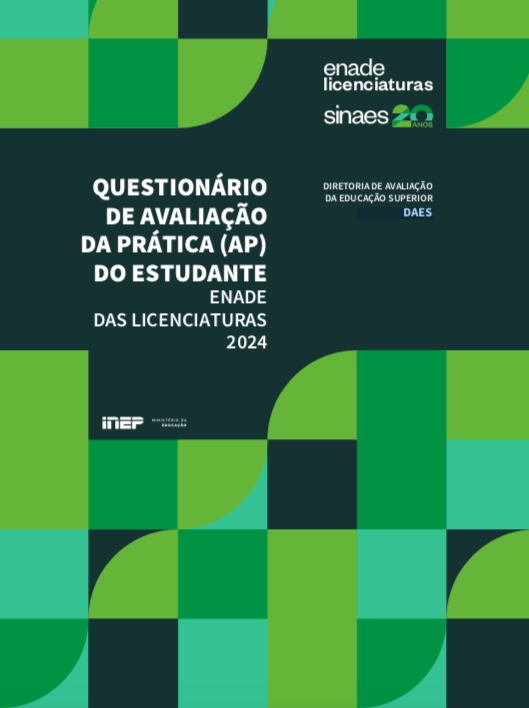 enade
licenciaturas
sinaes 20
ANOS
QUESTIONÁRIO
DE AVALIAÇÃO
DA PRÁTICA (AP)
DO ESTUDANTE
ENADE
DAS LICENCIATURAS
2024
DIRETORIA DE AVALIAÇÃO
DA EDUCAÇÃO SUPERIOR
DAES
inep
MINISTÉRIO DA
EDUCAÇÃO